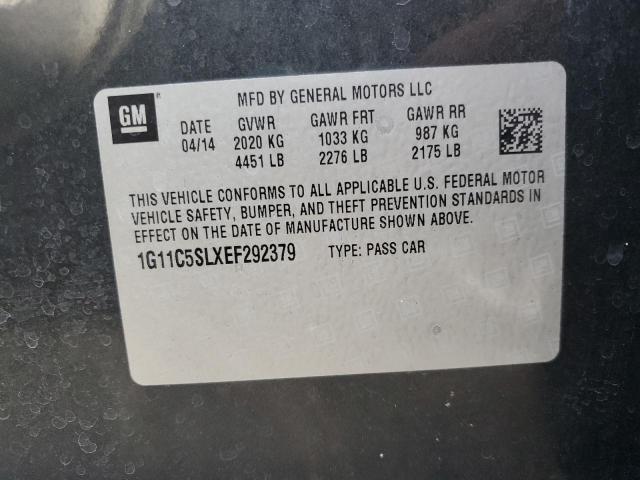 GM
MFD BY GENERAL MOTORS LLC
DATE GVWR GAWR FRT GAWR RR
04/14 2020 KG 1033 KG 987 KG
4451 LB 2276 LB 2175 LB
THIS VEHICLE CONFORMS TO ALL APPLICABLE U.S. FEDERAL MOTOR
VEHICLE SAFETY, BUMPER, AND THEFT PREVENTION STANDARDS IN
EFFECT ON THE DATE OF MANUFACTURE SHOWN ABOVE.
1G11C5SLXEF292379 TYPE: PASS CAR